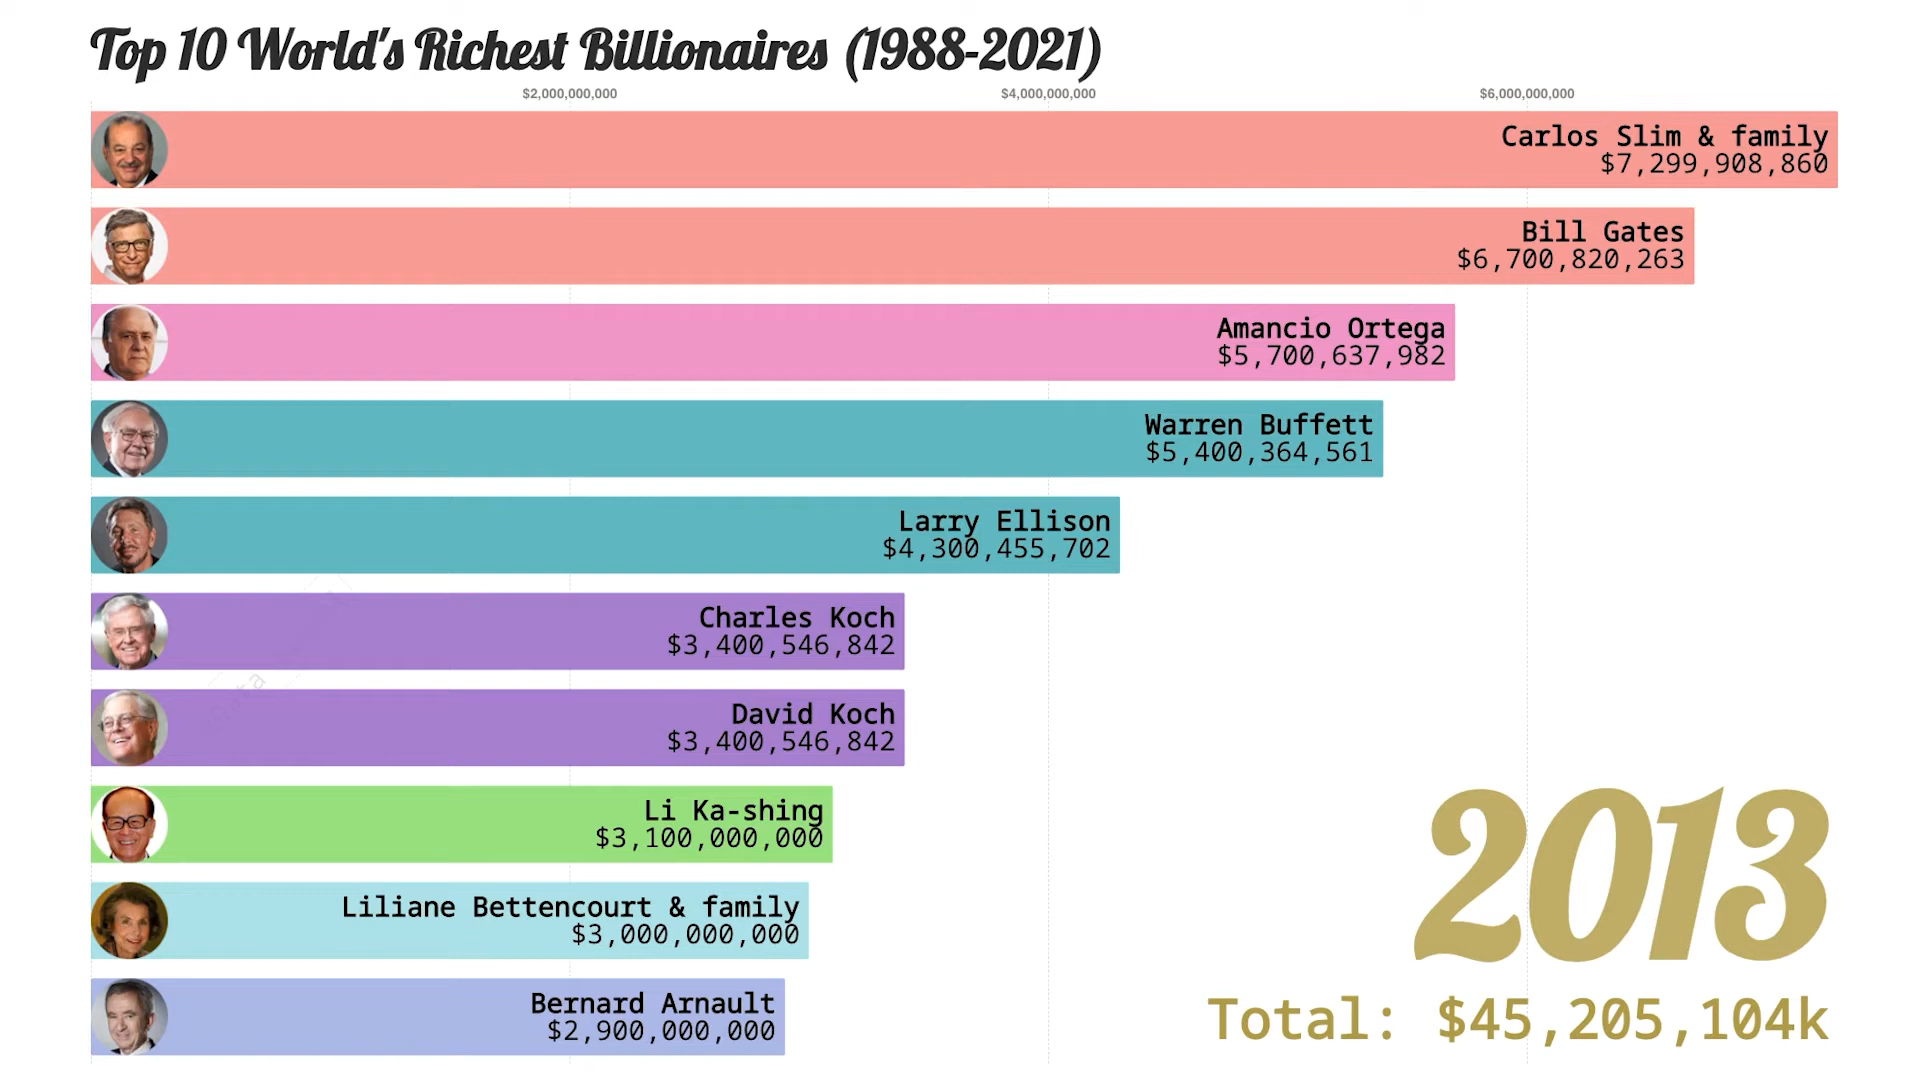 Top 10 World's Richest Billionaires (1988-2021)
$2,000,000,000 $4,000,000,000 $6,000,000,000
Carlos Slim & family
$7,299,908,860
Bill Gates
$6,700,820,263
Amancio Ortega
$5,700,637,982
Warren Buffett
$5,400,364,561
Larry Ellison
$4,300,455,702
Charles Koch
$3,400,546,842
David Koch
$3,400,546,842
Li Ka-shing
$3,100,000,000
Liliane Bettencourt & family
$3,000,000,000
Bernard Arnault
$2,900,000,000
2013
Total: $45,205,104k